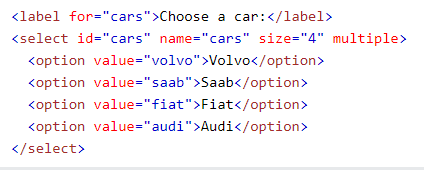 <label for="cars">Choose a car:</label>
<select id="cars" name="cars" size="4" multiple>
  <option value="volvo">Volvo</option>
  <option value="saab">Saab</option>
  <option value="fiat">Fiat</option>
  <option value="audi">Audi</option>
</select>